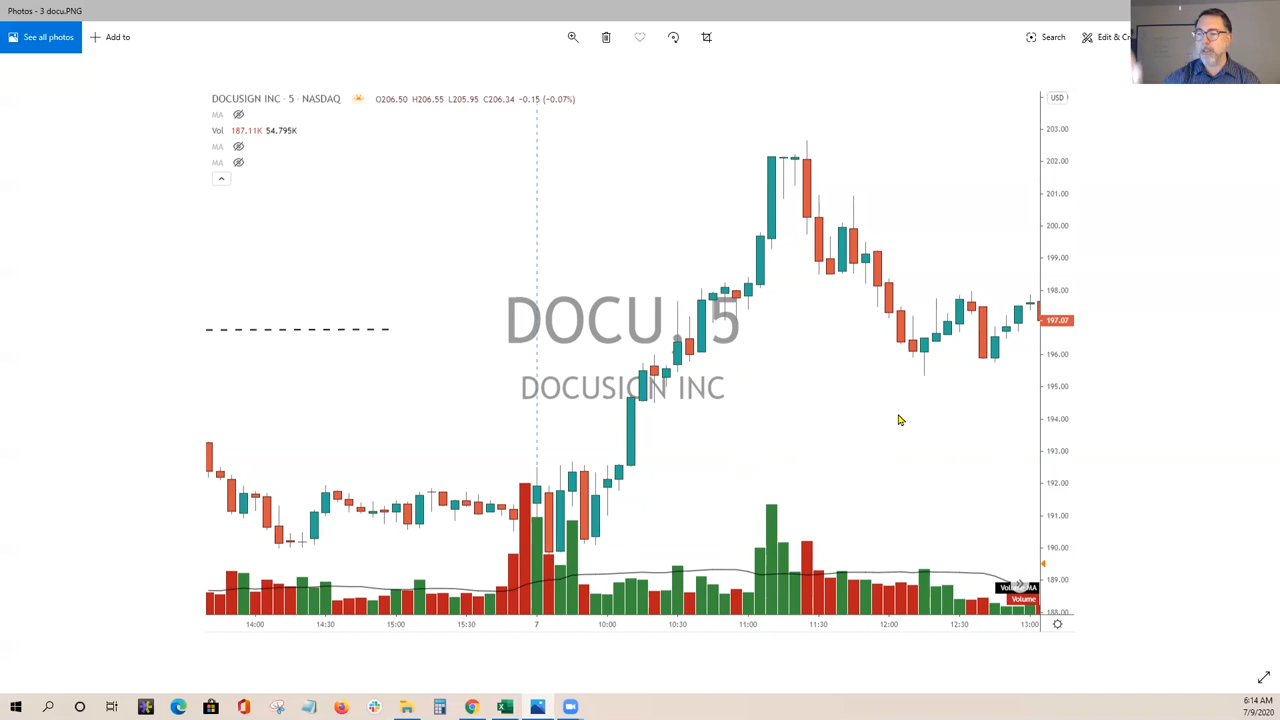 Photos - 3 docu.PNG
See all photos
Add to
Search
Edit & Cr
DOCUSIGN INC · 5 · NASDAQ
O206.50 H206.55 L205.95 C206.34 −0.15 (−0.07%)
USD
MA
Vol 187.11K 54.795K
MA
MA
203.00
202.00
201.00
200.00
199.00
198.00
197.07
196.00
195.00
194.00
193.00
192.00
191.00
190.00
189.00
188.00
DOCU, 5
DOCUSIGN INC
Volume MA
Volume
14:00
14:30
15:00
15:30
7
10:00
10:30
11:00
11:30
12:00
12:30
13:00
6:14 AM
7/9/2020